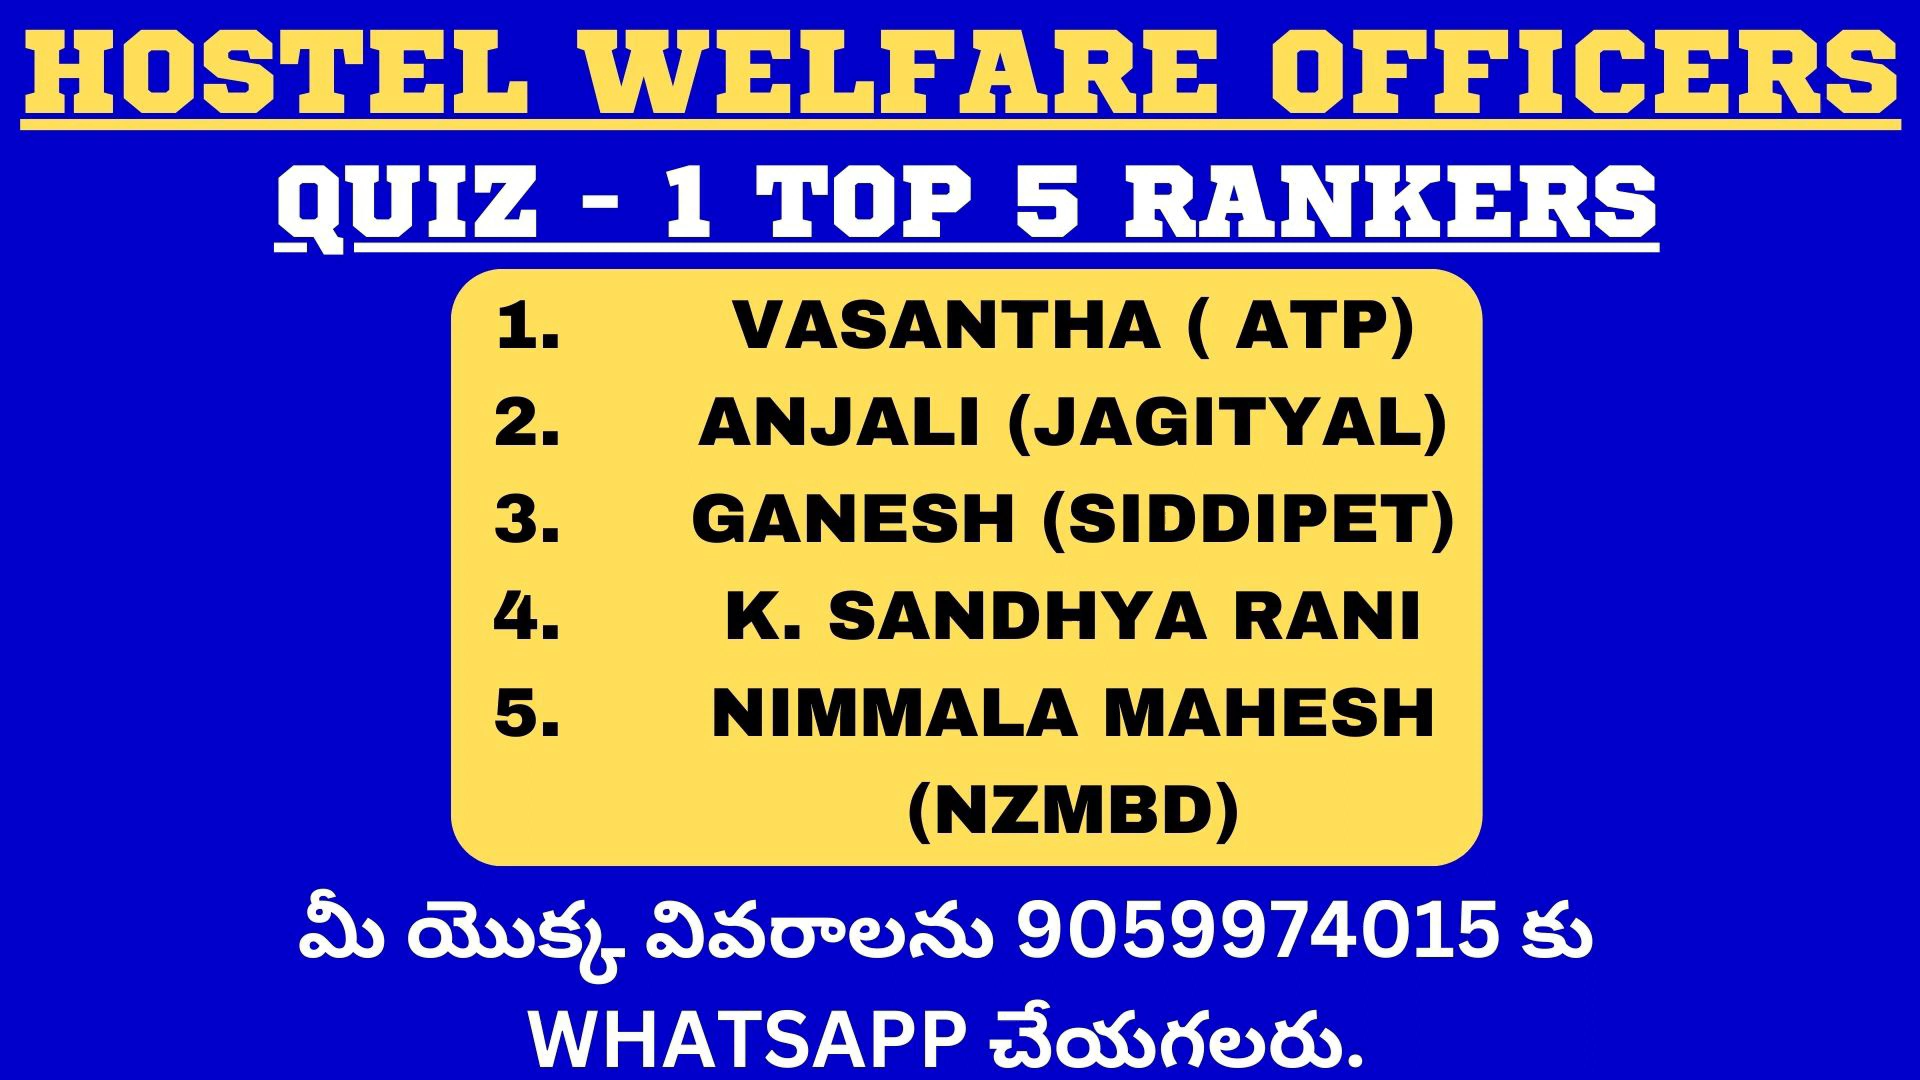 HOSTEL WELFARE OFFICERS
QUIZ - 1 TOP 5 RANKERS
1. VASANTHA ( ATP)
2. ANJALI (JAGITYAL)
3. GANESH (SIDDIPET)
4. K. SANDHYA RANI
5. NIMMALA MAHESH
(NZMBD)
మీ యొక్క వివరాలను 9059974015 కు
WHATSAPP చేయగలరు.